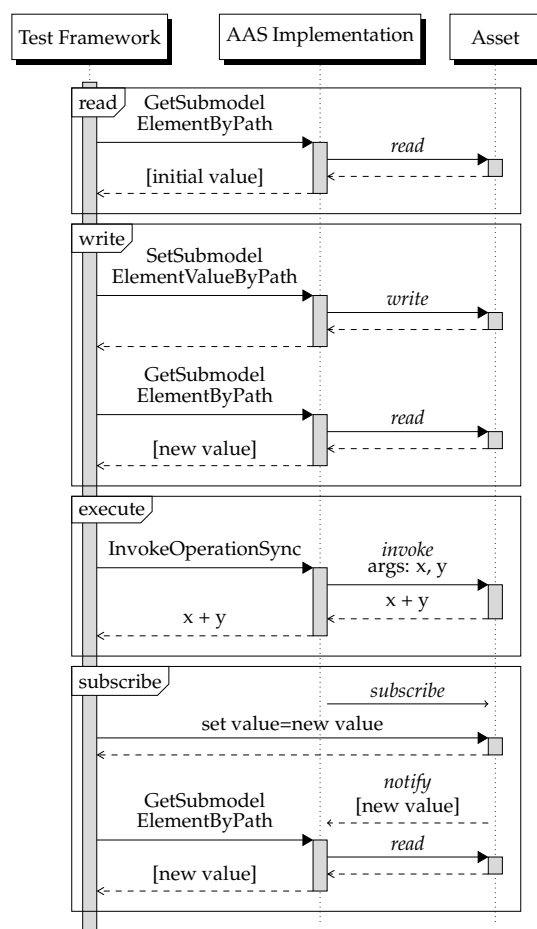 Test Framework
AAS Implementation
Asset
read
GetSubmodel
ElementByPath
read
[initial value]
write
SetSubmodel
ElementValueByPath
write
GetSubmodel
ElementByPath
read
[new value]
execute
InvokeOperationSync
invoke
args: x, y
x + y
x + y
subscribe
subscribe
set value=new value
notify
[new value]
GetSubmodel
ElementByPath
read
[new value]